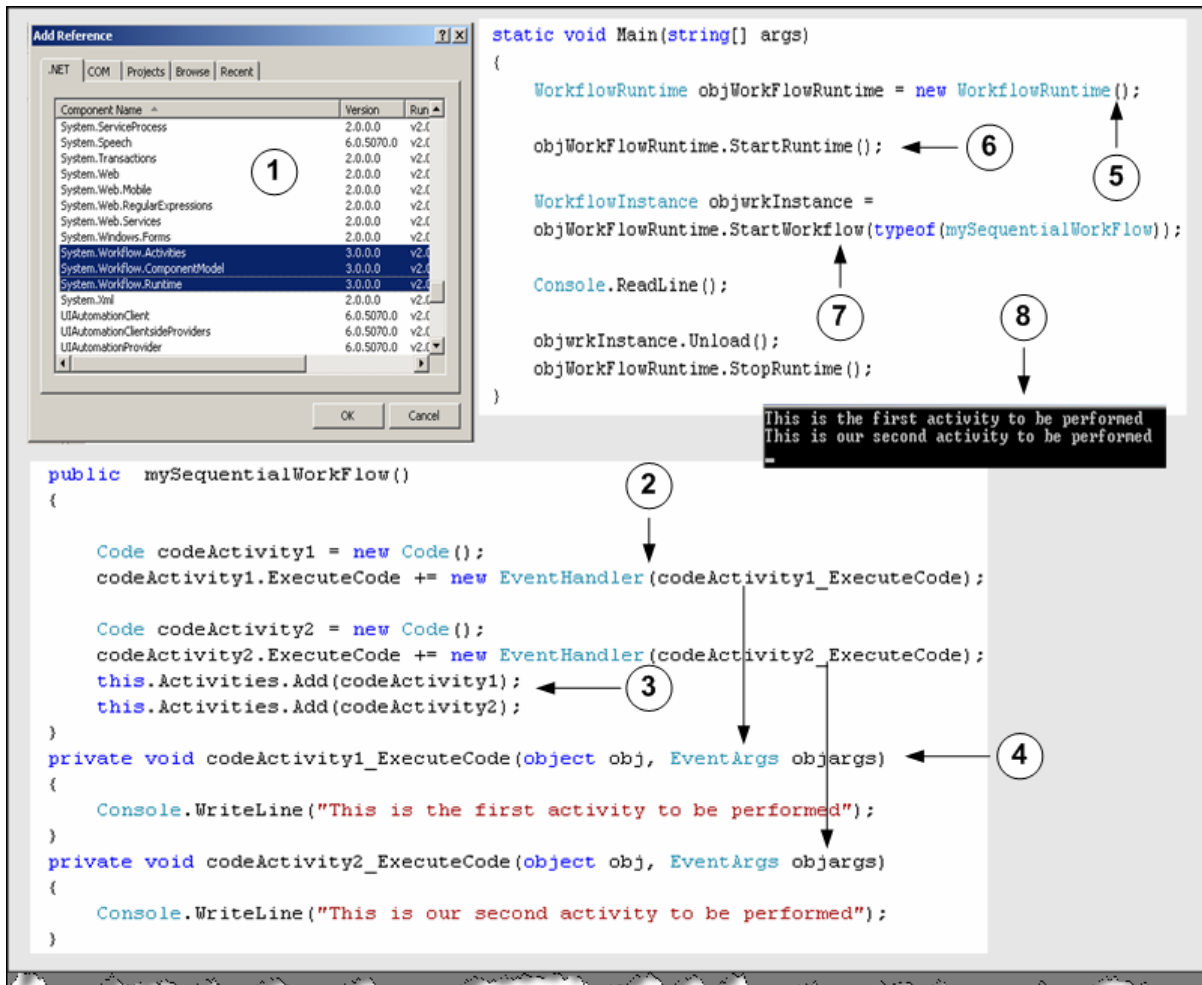 Add Reference
.NET COM Projects Browse Recent
Component Name Version Run
System.ServiceProcess 2.0.0.0 v2.0
System.Speech 6.0.5070.0 v2.0
System.Transactions 2.0.0.0 v2.0
System.Web 2.0.0.0 v2.0
System.Web.Mobile 2.0.0.0 v2.0
System.Web.RegularExpressions 2.0.0.0 v2.0
System.Web.Services 2.0.0.0 v2.0
System.Windows.Forms 2.0.0.0 v2.0
System.Workflow.Activities 3.0.0.0 v2.0
System.Workflow.ComponentModel 3.0.0.0 v2.0
System.Workflow.Runtime 3.0.0.0 v2.0
System.Xml 2.0.0.0 v2.0
UIAutomationClient 6.0.5070.0 v2.0
UIAutomationClientsideProviders 6.0.5070.0 v2.0
UIAutomationProvider 6.0.5070.0 v2.0
OK Cancel
1
static void Main(string[] args)
{
WorkflowRuntime objWorkFlowRuntime = new WorkflowRuntime();
objWorkFlowRuntime.StartRuntime();
6
5
WorkflowInstance objwrkInstance =
objWorkFlowRuntime.StartWorkflow(typeof(mySequentialWorkFlow));
Console.ReadLine();
7
8
objwrkInstance.Unload();
objWorkFlowRuntime.StopRuntime();
}
This is the first activity to be performed
This is our second activity to be performed
public mySequentialWorkFlow()
2
{
Code codeActivity1 = new Code();
codeActivity1.ExecuteCode += new EventHandler(codeActivity1_ExecuteCode);
Code codeActivity2 = new Code();
codeActivity2.ExecuteCode += new EventHandler(codeActivity2_ExecuteCode);
this.Activities.Add(codeActivity1);
3
this.Activities.Add(codeActivity2);
}
private void codeActivity1_ExecuteCode(object obj, EventArgs objargs)
4
{
Console.WriteLine("This is the first activity to be performed");
}
private void codeActivity2_ExecuteCode(object obj, EventArgs objargs)
{
Console.WriteLine("This is our second activity to be performed");
}